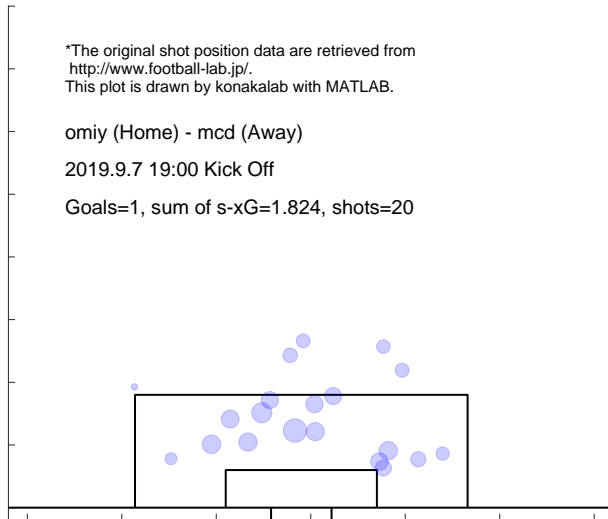 *The original shot position data are retrieved from
http://www.football-lab.jp/.
This plot is drawn by konakalab with MATLAB.
omiy (Home) - mcd (Away)
2019.9.7 19:00 Kick Off
Goals=1, sum of s-xG=1.824, shots=20